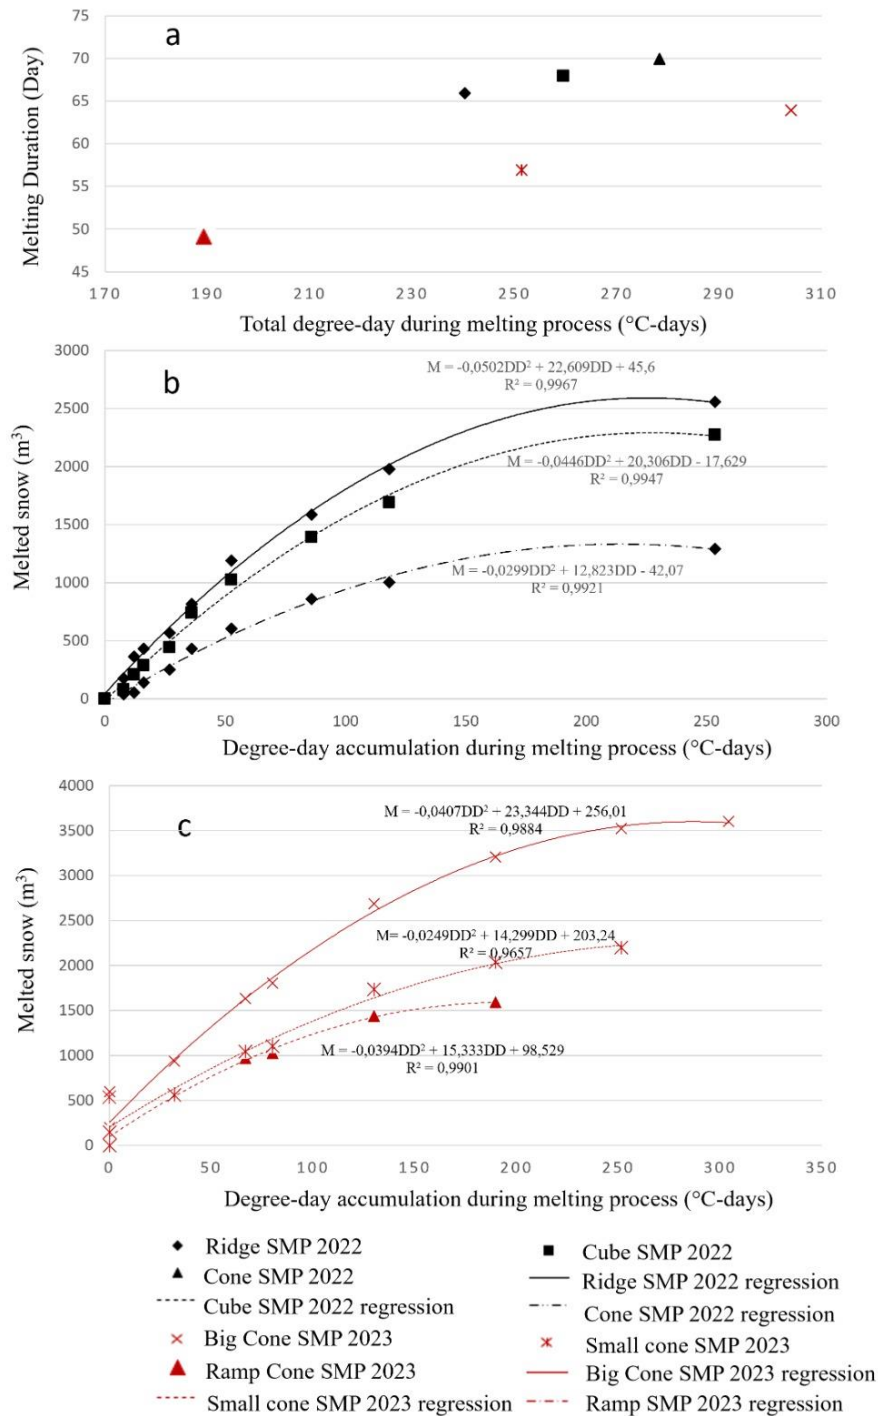 75
a
70
65
60
55
50
45
Melting Duration (Day)
170 190 210 230 250 270 290 310
Total degree-day during melting process (°C-days)
3000
b
M = -0,0502DD² + 22,609DD + 45,6
R² = 0,9967
2500
M = -0,0446DD² + 20,306DD - 17,629
R² = 0,9947
2000
1500
M = -0,0299DD² + 12,823DD - 42,07
R² = 0,9921
1000
500
0
Melted snow (m³)
0 50 100 150 200 250 300
Degree-day accumulation during melting process (°C-days)
4000
c
M = -0,0407DD² + 23,344DD + 256,01
R² = 0,9884
3500
3000
2500
M= -0,0249DD² + 14,299DD + 203,24
R² = 0,9657
2000
1500
M = -0,0394DD² + 15,333DD + 98,529
R² = 0,9901
1000
500
0
Melted snow (m³)
0 50 100 150 200 250 300 350
Degree-day accumulation during melting process (°C-days)
Ridge SMP 2022
Cube SMP 2022
Cone SMP 2022
Ridge SMP 2022 regression
Cube SMP 2022 regression
Cone SMP 2022 regression
Big Cone SMP 2023
Small cone SMP 2023
Ramp Cone SMP 2023
Big Cone SMP 2023 regression
Small cone SMP 2023 regression
Ramp SMP 2023 regression